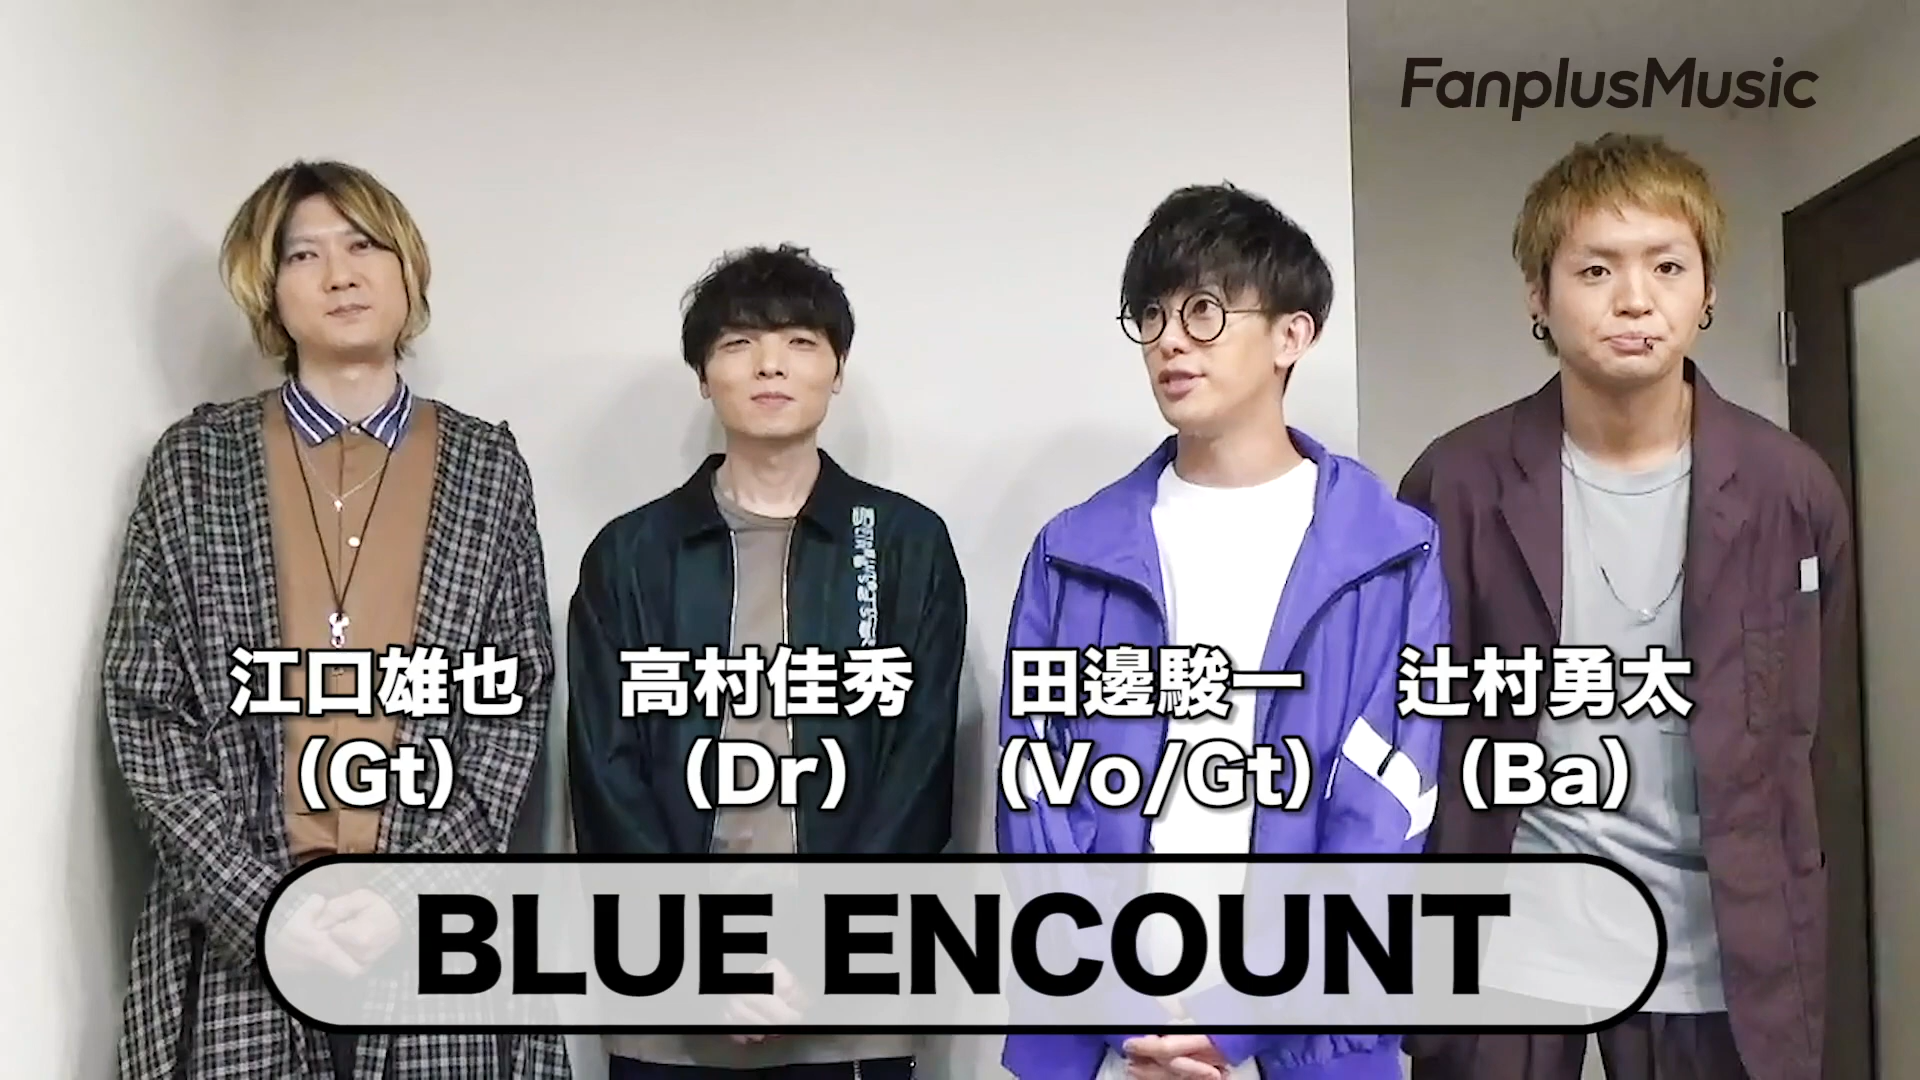 FanplusMusic
江口雄也
(Gt)
高村佳秀
(Dr)
田邊駿一
(Vo/Gt)
辻村勇太
(Ba)
BLUE ENCOUNT